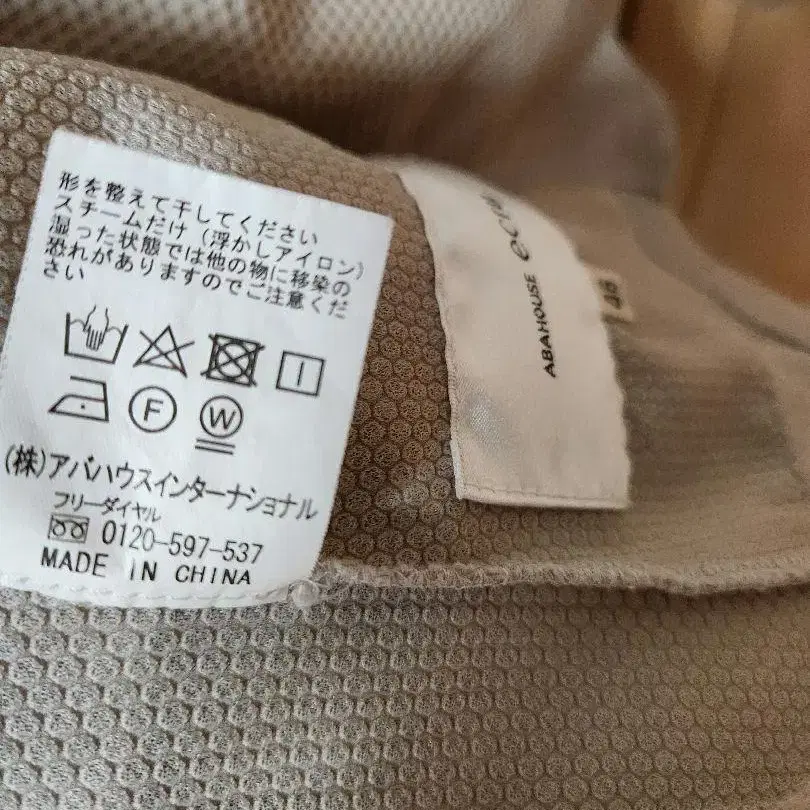 形を整えて干してください
スチームだけ（浮かしアイロン）
湿った状態では他の物に移染の
恐れがありますのでご注意くだ
さい
F
W
(株)アバハウスインターナショナル
フリーダイヤル
0120-597-537
MADE IN CHINA
ABAHOUSE